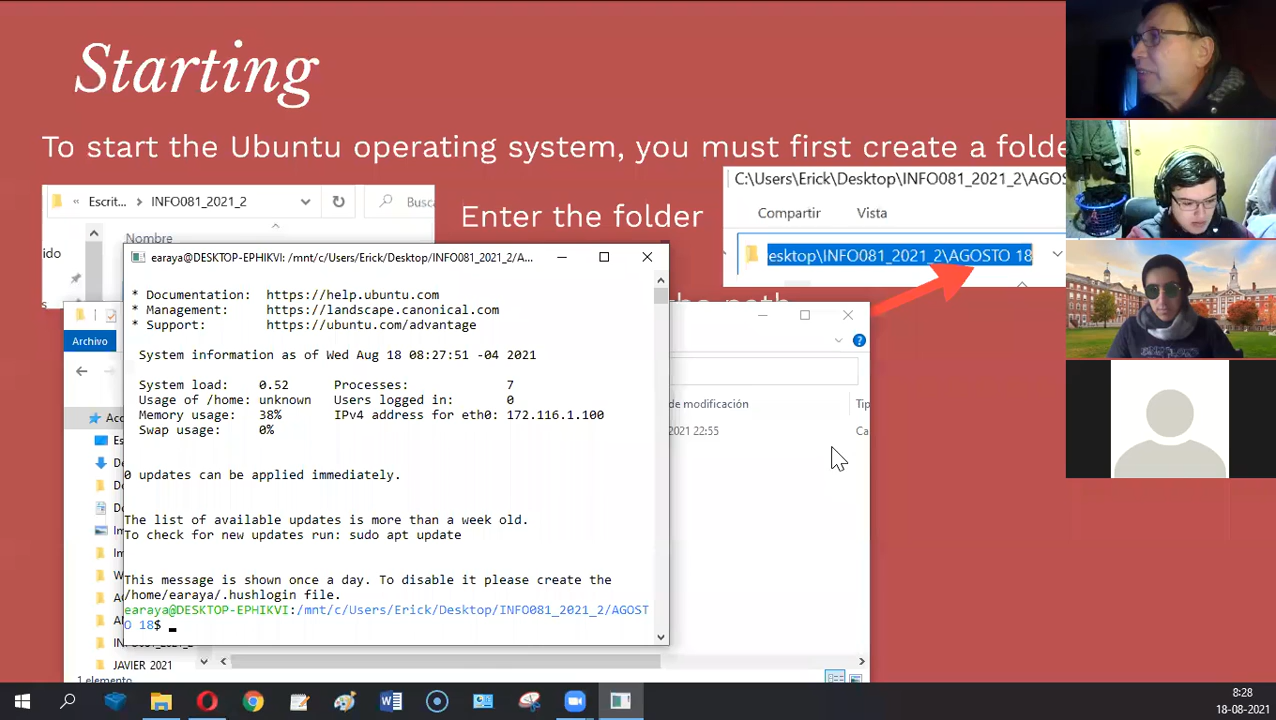 Starting
To start the Ubuntu operating system, you must first create a folde
Escrit... > INFO081_2021_2
Busc
Nombre
ido
Enter the folder
C:\Users\Erick\Desktop\INFO081_2021_2\AGOS
Compartir Vista
esktop\INFO081_2021_2\AGOSTO 18
earaya@DESKTOP-EPHIKVI: /mnt/c/Users/Erick/Desktop/INFO081_2021_2/A...
* Documentation: https://help.ubuntu.com
* Management: https://landscape.canonical.com
* Support: https://ubuntu.com/advantage
System information as of Wed Aug 18 08:27:51 -04 2021
System load: 0.52 Processes: 7
Usage of /home: unknown Users logged in: 0
Memory usage: 38% IPv4 address for eth0: 172.116.1.100
Swap usage: 0%
0 updates can be applied immediately.
The list of available updates is more than a week old.
To check for new updates run: sudo apt update
This message is shown once a day. To disable it please create the
/home/earaya/.hushlogin file.
earaya@DESKTOP-EPHIKVI:/mnt/c/Users/Erick/Desktop/INFO081_2021_2/AGOST
O 18$
Archivo
de modificación Tip
2021 22:55 Ca
JAVIER 2021
1 elemento
8:28
18-08-2021